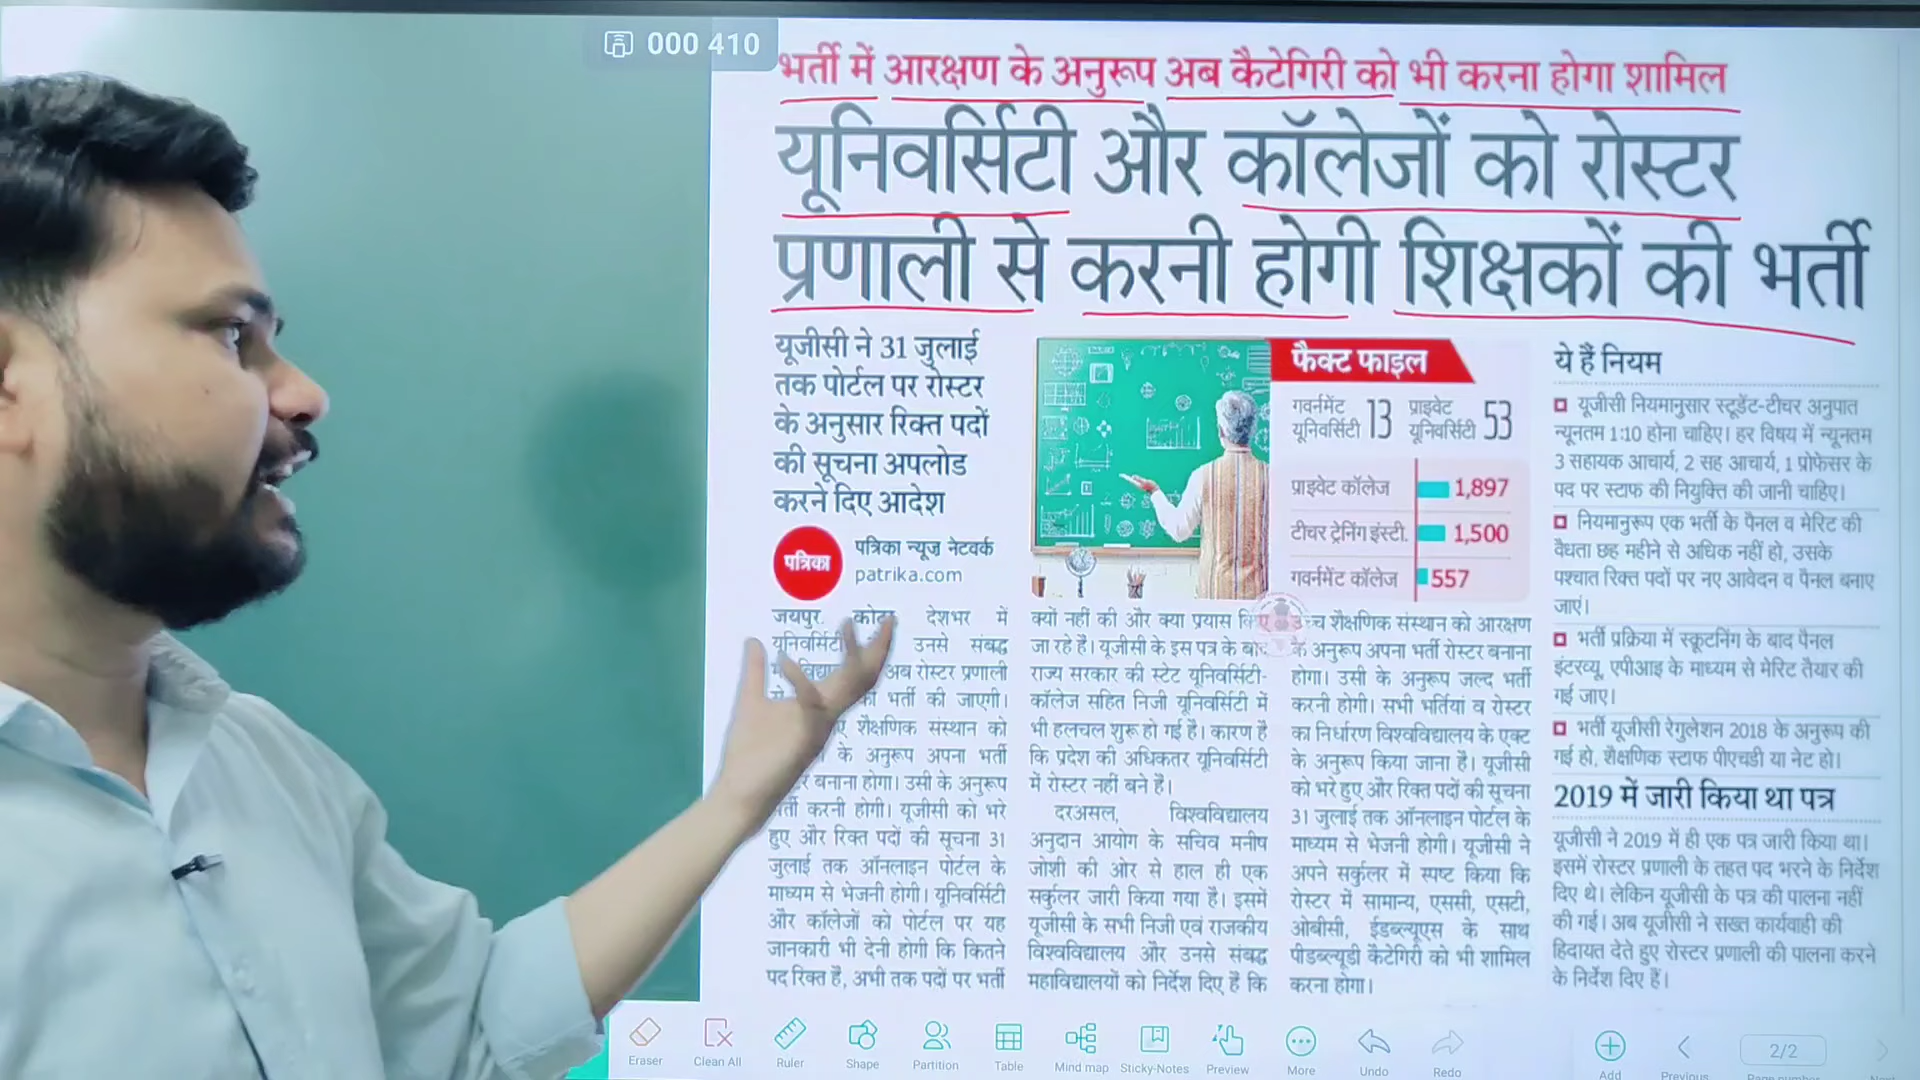 000 410
भर्ती में आरक्षण के अनुरूप अब कैटेगिरी को भी करना होगा शामिल
यूनिवर्सिटी और कॉलेजों को रोस्टर
प्रणाली से करनी होगी शिक्षकों की भर्ती
यूजीसी ने 31 जुलाई
तक पोर्टल पर रोस्टर
के अनुसार रिक्त पदों
की सूचना अपलोड
करने दिए आदेश
पत्रिका
पत्रिका न्यूज नेटवर्क
patrika.com
जयपुर. कोटा देशभर में
यूनिवर्सिटी उनसे संबद्ध
अब रोस्टर प्रणाली
भर्ती की जाएगी।
शैक्षणिक संस्थान को
के अनुरूप अपना भर्ती
बनाना होगा। उसी के अनुरूप
करनी होगी। यूजीसी को भरे
हुए और रिक्त पदों की सूचना 31
जुलाई तक ऑनलाइन पोर्टल के
माध्यम से भेजनी होगी। यूनिवर्सिटी
और कॉलेजों को पोर्टल पर यह
जानकारी भी देनी होगी कि कितने
पद रिक्त है, अभी तक पदों पर भर्ती
क्यों नहीं की और क्या प्रयास किए
जा रहे है। यूजीसी के इस पत्र के बाद
राज्य सरकार की स्टेट यूनिवर्सिटी-
कॉलेज सहित निजी यूनिवर्सिटी में
भी हलचल शुरू हो गई है। कारण है
कि प्रदेश की अधिकतर यूनिवर्सिटी
में रोस्टर नहीं बने है।
दरअसल, विश्वविद्यालय
अनुदान आयोग के सचिव मनीष
जोशी की ओर से हाल ही एक
सर्कुलर जारी किया गया है। इसमें
यूजीसी के सभी निजी एवं राजकीय
विश्वविद्यालय और उनसे संबद्ध
महाविद्यालयों को निर्देश दिए है कि
फैक्ट फाइल
गवर्नमेंट यूनिवर्सिटी 13 प्राइवेट यूनिवर्सिटी 53
प्राइवेट कॉलेज 1,897
टीचर ट्रेनिंग इंस्टी. 1,500
गवर्नमेंट कॉलेज 557
उच्च शैक्षणिक संस्थान को आरक्षण
के अनुरूप अपना भर्ती रोस्टर बनाना
होगा। उसी के अनुरूप जल्द भर्ती
करनी होगी। सभी भर्तियां व रोस्टर
का निर्धारण विश्वविद्यालय के एक्ट
के अनुरूप किया जाना है। यूजीसी
को भरे हुए और रिक्त पदों की सूचना
31 जुलाई तक ऑनलाइन पोर्टल के
माध्यम से भेजनी होगी। यूजीसी ने
अपने सर्कुलर में स्पष्ट किया कि
रोस्टर में सामान्य, एससी, एसटी,
ओबीसी, ईडब्ल्यूएस के साथ
पीडब्ल्यूडी कैटेगिरी को भी शामिल
करना होगा।
ये हैं नियम
यूजीसी नियमानुसार स्टूडेंट-टीचर अनुपात
न्यूनतम 1:10 होना चाहिए। हर विषय में न्यूनतम
3 सहायक आचार्य, 2 सह आचार्य, 1 प्रोफेसर के
पद पर स्टाफ की नियुक्ति की जानी चाहिए।
नियमानुरूप एक भर्ती के पैनल व मेरिट की
वैधता छह महीने से अधिक नहीं हो, उसके
पश्चात रिक्त पदों पर नए आवेदन व पैनल बनाए
जाएं।
भर्ती प्रक्रिया में स्क्रूटनिंग के बाद पैनल
इंटरव्यू, एपीआइ के माध्यम से मेरिट तैयार की
गई जाए।
भर्ती यूजीसी रेगुलेशन 2018 के अनुरूप की
गई हो, शैक्षणिक स्टाफ पीएचडी या नेट हो।
2019 में जारी किया था पत्र
यूजीसी ने 2019 में ही एक पत्र जारी किया था।
इसमें रोस्टर प्रणाली के तहत पद भरने के निर्देश
दिए थे। लेकिन यूजीसी के पत्र की पालना नहीं
की गई। अब यूजीसी ने सख्त कार्यवाही की
हिदायत देते हुए रोस्टर प्रणाली की पालना करने
के निर्देश दिए हैं।
Eraser Clean All Ruler Shape Partition Table Mind map Sticky-Notes Preview More Undo Redo Add Previous 2/2